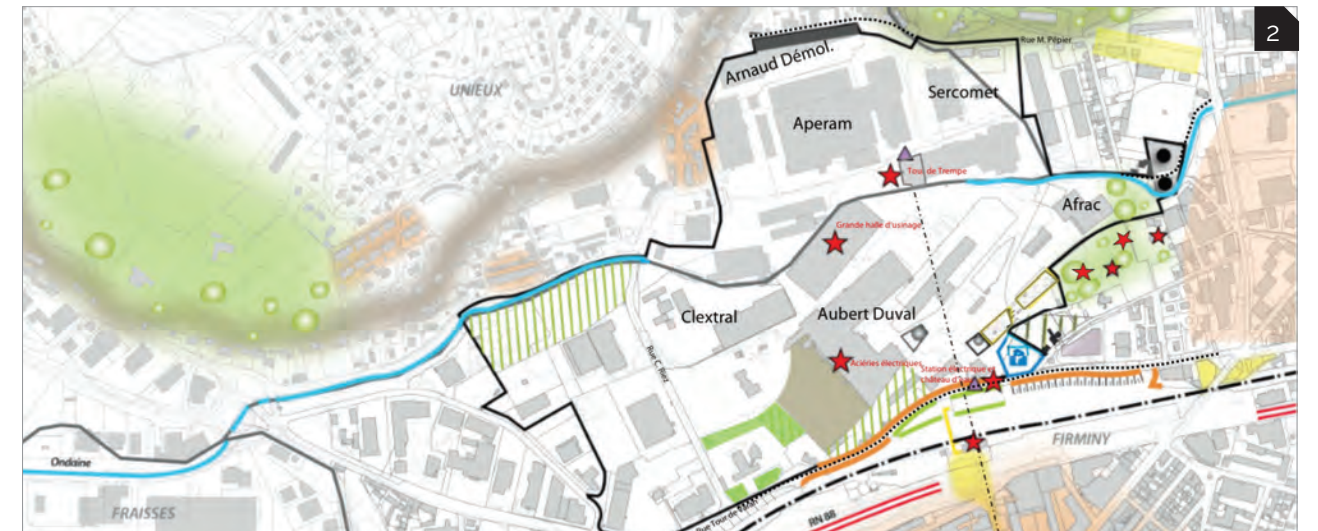 2
Rue M. Pépier
Arnaud Démol.
UNIEUX
Sercomet
Aperam
Tour de Trempe
Afrac
Grande halle d'usinage
Clextral
Aubert Duval
Aciéries électriques
Station électrique et
château d'
FIRMINY
Ondaine
FRAISSES
RN 88